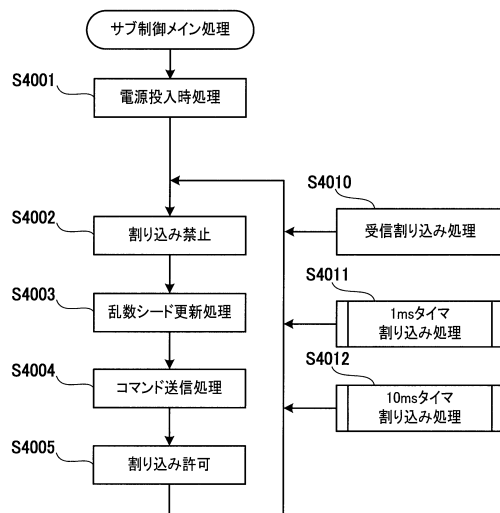 サブ制御メイン処理
S4001
電源投入時処理
S4002
割り込み禁止
S4003
乱数シード更新処理
S4004
コマンド送信処理
S4005
割り込み許可
S4010
受信割り込み処理
S4011
1msタイマ
割り込み処理
S4012
10msタイマ
割り込み処理